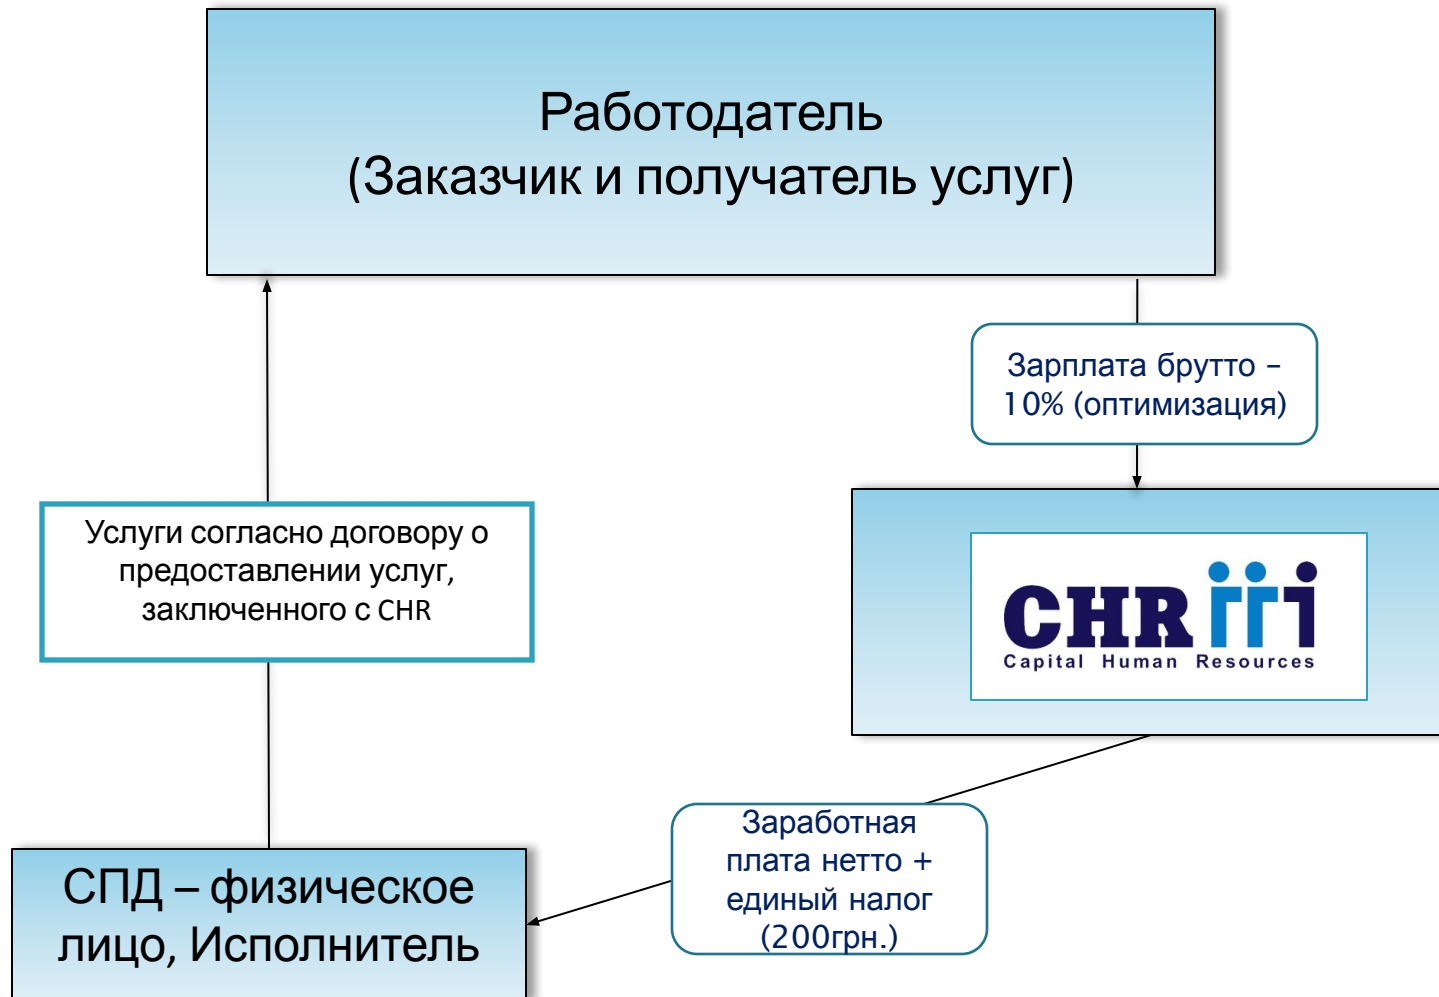 Работодатель
(Заказчик и получатель услуг)
Зарплата брутто –
10% (оптимизация)
Услуги согласно договору о
предоставлении услуг,
заключенного с CHR
CHR
Capital Human Resources
Заработная
плата нетто +
единый налог
(200грн.)
СПД – физическое
лицо, Исполнитель